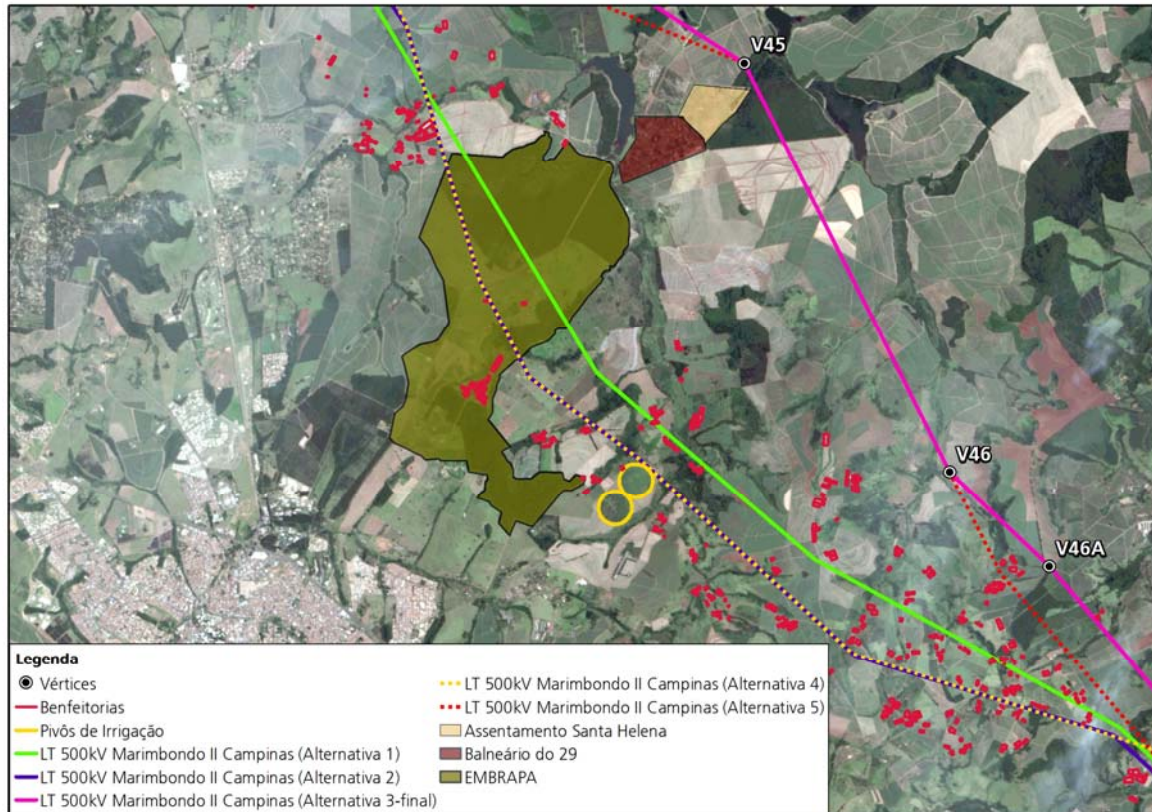 V45
V46
V46A
Legenda
Vértices
Benfeitorias
Pivôs de Irrigação
LT 500kV Marimbondo II Campinas (Alternativa 1)
LT 500kV Marimbondo II Campinas (Alternativa 2)
LT 500kV Marimbondo II Campinas (Alternativa 3-final)
LT 500kV Marimbondo II Campinas (Alternativa 4)
LT 500kV Marimbondo II Campinas (Alternativa 5)
Assentamento Santa Helena
Balneário do 29
EMBRAPA